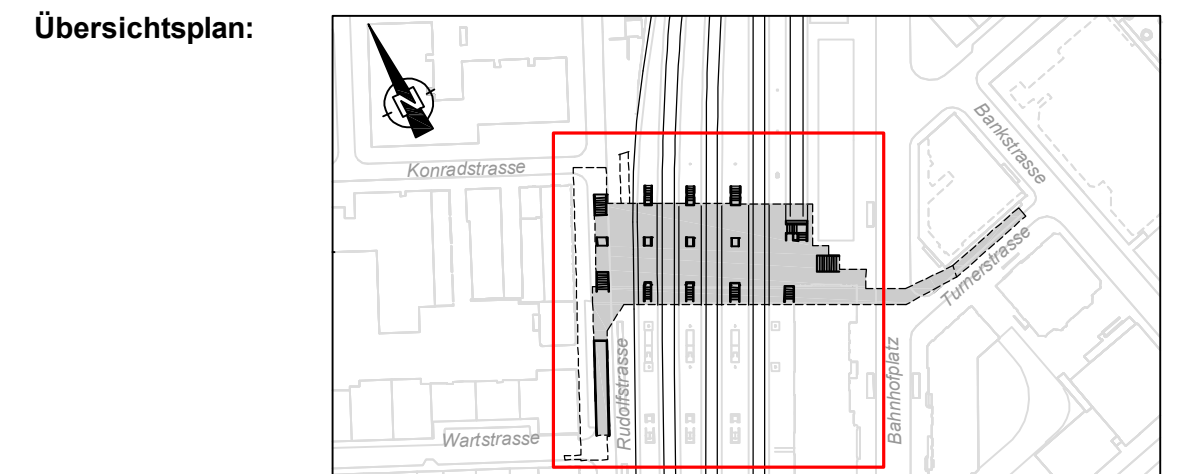 Übersichtsplan:
N
Konradstrasse
Bankstrasse
Turnerstrasse
Rudolfstrasse
Bahnhofplatz
Wartstrasse